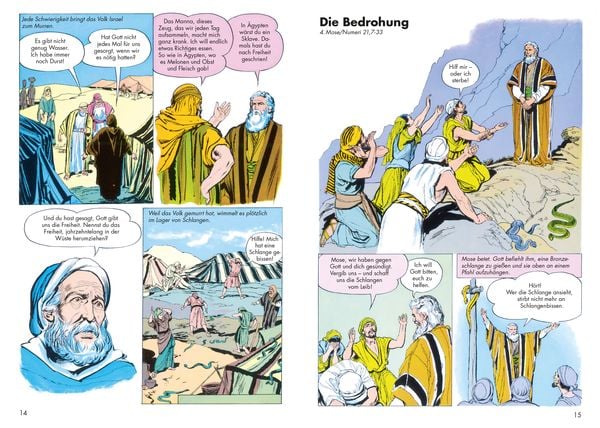 Jede Schwierigkeit bringt das Volk Israel
zum Murren.
Es gibt nicht
genug Wasser.
Ich habe immer
noch Durst!
Hat Gott nicht
jedes Mal für uns
gesorgt, wenn wir
es nötig hatten?
Das Manna, dieses
Zeug, das wir jeden Tag
aufsammeln, macht mich
ganz krank. Ich will endlich
etwas Richtiges essen.
So wie in Ägypten, wo
es Melonen und Obst
und Fleisch gab!
In Ägypten
warst du ein
Sklave. Da-
mals hast du
nach Freiheit
geschrien!
Und du hast gesagt, Gott gibt
uns die Freiheit. Nennst du das
Freiheit, jahrzehntelang in der
Wüste herumziehen?
Weil das Volk gemurrt hat, wimmelt es plötzlich
im Lager von Schlangen.
Hilfe! Mich
hat eine
Schlange ge-
bissen!
14
Die Bedrohung
4. Mose/Numeri 21,7-33
Hilf mir –
oder ich
sterbe!
Mose, wir haben gegen
Gott und dich gesündigt.
Vergib uns – und schaff
uns die Schlangen
vom Leib!
Ich will
Gott bitten,
euch zu
helfen.
Mose betet. Gott befiehlt ihm, eine Bronze-
schlange zu gießen und sie oben an einem
Pfahl aufzuhängen.
Hört!
Wer die Schlange ansieht,
stirbt nicht mehr an
Schlangenbissen.
15